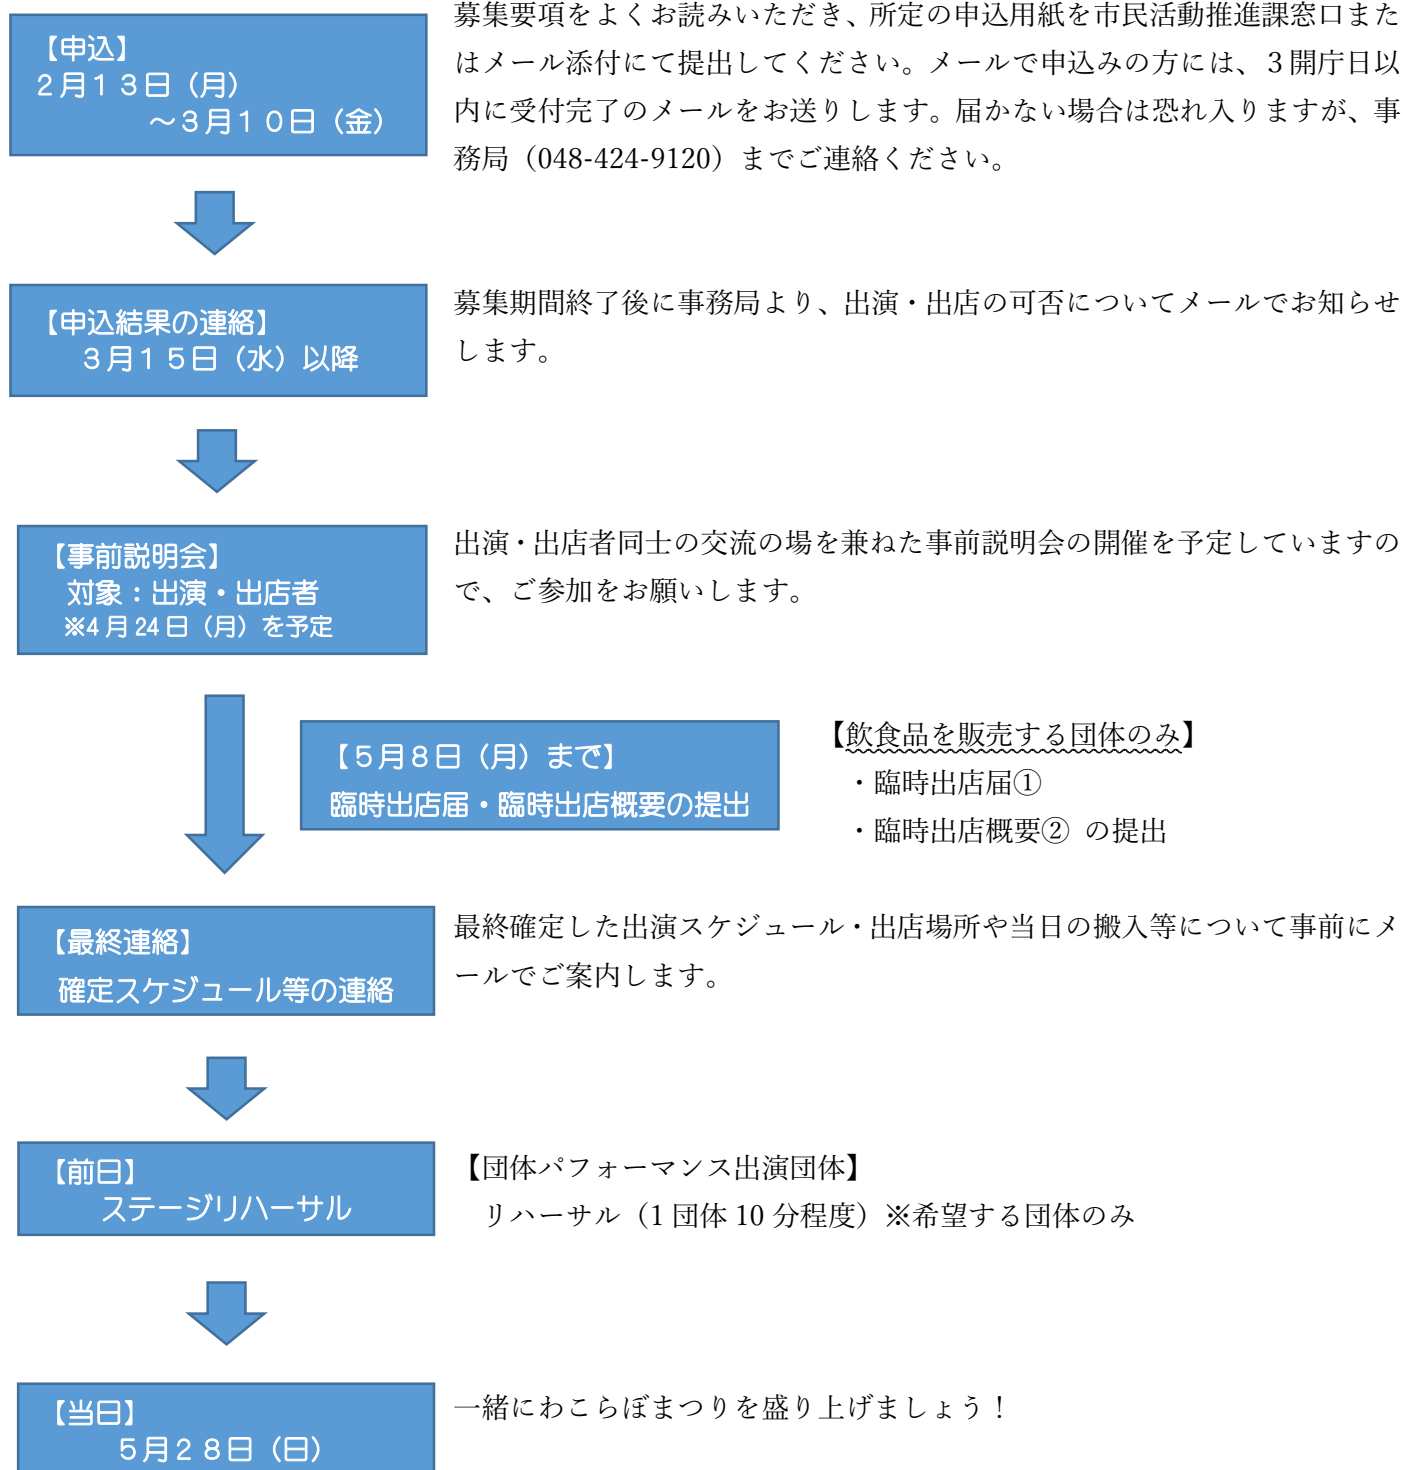 【申込】
２月１３日（月）
～３月１０日（金）
募集要項をよくお読みいただき、所定の申込用紙を市民活動推進課窓口また
はメール添付にて提出してください。メールで申込みの方には、３開庁日以
内に受付完了のメールをお送りします。届かない場合は恐れ入りますが、事
務局（048-424-9120）までご連絡ください。
【申込結果の連絡】
３月１５日（水）以降
募集期間終了後に事務局より、出演・出店の可否についてメールでお知らせ
します。
【事前説明会】
対象：出演・出店者
※4月24日（月）を予定
出演・出店者同士の交流の場を兼ねた事前説明会の開催を予定していますの
で、ご参加をお願いします。
【５月８日（月）まで】
臨時出店届・臨時出店概要の提出
【飲食品を販売する団体のみ】
・臨時出店届①
・臨時出店概要② の提出
【最終連絡】
確定スケジュール等の連絡
最終確定した出演スケジュール・出店場所や当日の搬入等について事前にメ
ールでご案内します。
【前日】
ステージリハーサル
【団体パフォーマンス出演団体】
リハーサル（1団体10分程度）※希望する団体のみ
【当日】
５月２８日（日）
一緒にわこらぼまつりを盛り上げましょう！